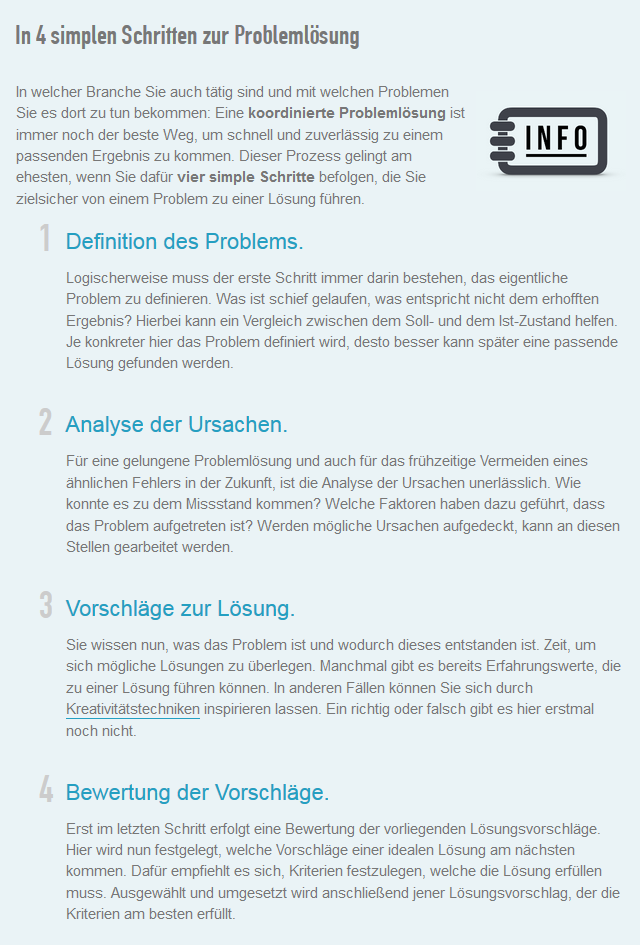 In 4 simplen Schritten zur Problemlösung
In welcher Branche Sie auch tätig sind und mit welchen Problemen
Sie es dort zu tun bekommen: Eine koordinierte Problemlösung ist
immer noch der beste Weg, um schnell und zuverlässig zu einem
passenden Ergebnis zu kommen. Dieser Prozess gelingt am
ehesten, wenn Sie dafür vier simple Schritte befolgen, die Sie
zielsicher von einem Problem zu einer Lösung führen.
INFO
1 Definition des Problems.
Logischerweise muss der erste Schritt immer darin bestehen, das eigentliche
Problem zu definieren. Was ist schief gelaufen, was entspricht nicht dem erhofften
Ergebnis? Hierbei kann ein Vergleich zwischen dem Soll- und dem Ist-Zustand helfen.
Je konkreter hier das Problem definiert wird, desto besser kann später eine passende
Lösung gefunden werden.
2 Analyse der Ursachen.
Für eine gelungene Problemlösung und auch für das frühzeitige Vermeiden eines
ähnlichen Fehlers in der Zukunft, ist die Analyse der Ursachen unerlässlich. Wie
konnte es zu dem Missstand kommen? Welche Faktoren haben dazu geführt, dass
das Problem aufgetreten ist? Werden mögliche Ursachen aufgedeckt, kann an diesen
Stellen gearbeitet werden.
3 Vorschläge zur Lösung.
Sie wissen nun, was das Problem ist und wodurch dieses entstanden ist. Zeit, um
sich mögliche Lösungen zu überlegen. Manchmal gibt es bereits Erfahrungswerte, die
zu einer Lösung führen können. In anderen Fällen können Sie sich durch
Kreativitätstechniken inspirieren lassen. Ein richtig oder falsch gibt es hier erstmal
noch nicht.
4 Bewertung der Vorschläge.
Erst im letzten Schritt erfolgt eine Bewertung der vorliegenden Lösungsvorschläge.
Hier wird nun festgelegt, welche Vorschläge einer idealen Lösung am nächsten
kommen. Dafür empfiehlt es sich, Kriterien festzulegen, welche die Lösung erfüllen
muss. Ausgewählt und umgesetzt wird anschließend jener Lösungsvorschlag, der die
Kriterien am besten erfüllt.